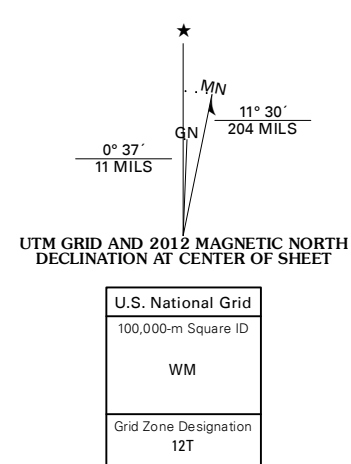 ★
MN
11° 30´
204 MILS
GN
0° 37´
11 MILS
UTM GRID AND 2012 MAGNETIC NORTH
DECLINATION AT CENTER OF SHEET
U.S. National Grid
100,000-m Square ID
WM
Grid Zone Designation
12T